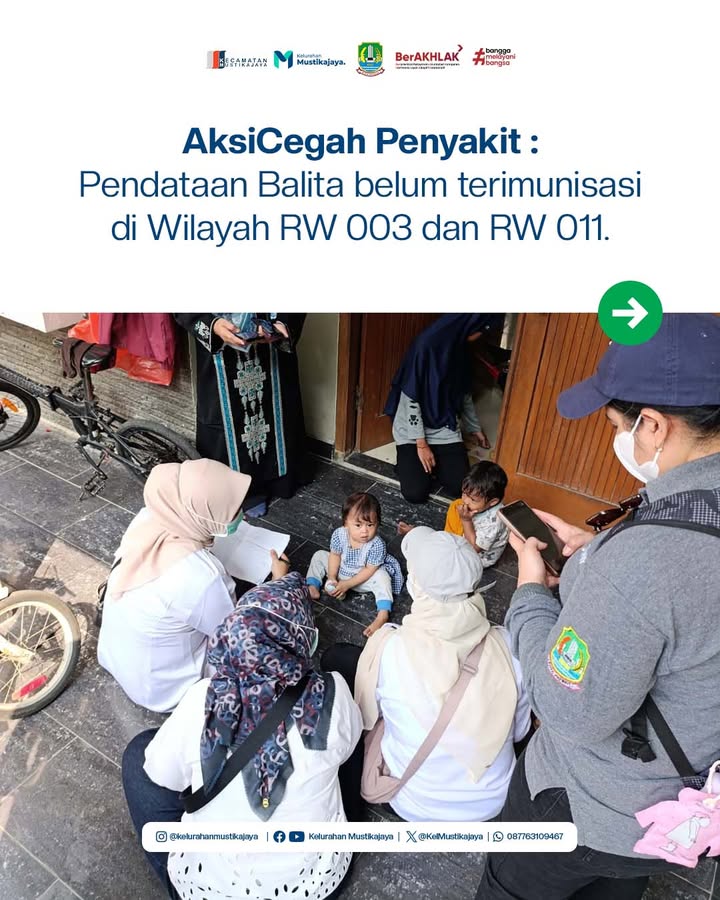 KECAMATAN
MUSTIKAJAYA
Kelurahan
Mustikajaya.
BerAKHLAK
#bangga
melayani
bangsa
AksiCegah Penyakit :
Pendataan Balita belum terimunisasi
di Wilayah RW 003 dan RW 011.
@kelurahanmustikajaya | Kelurahan Mustikajaya | @KelMustikajaya | 087763109467